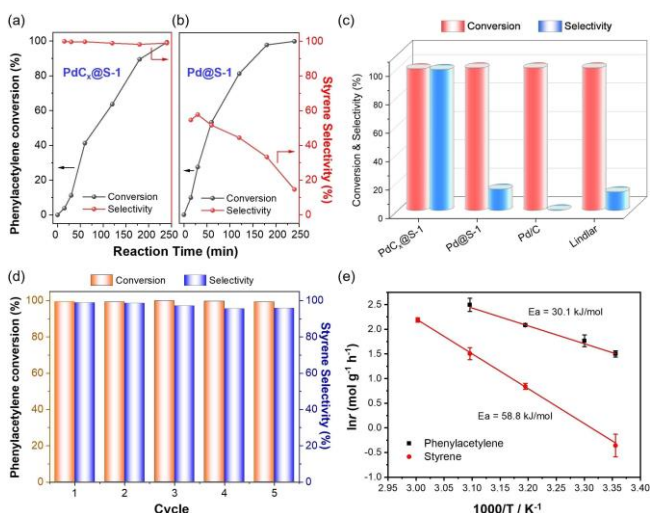 (a)
(b)
(c)
Phenylacetylene conversion (%)
100
80
60
40
20
0
PdCx@S-1
Conversion
Selectivity
0 50 100 150 200 250
Pd@S-1
Conversion
Selectivity
0 50 100 150 200 250
100
80
60
40
20
0
Styrene Selectivity (%)
Reaction Time (min)
Conversion
Selectivity
Conversion & Selectivity (%)
100
80
60
40
20
0
PdCx@S-1
Pd@S-1
Pd/C
Lindlar
(d)
Conversion
Selectivity
Phenylacetylene conversion (%)
100
80
60
40
20
0
1 2 3 4 5
Cycle
100
80
60
40
20
0
Styrene Selectivity (%)
(e)
lnr (mol g⁻¹ h⁻¹)
2.5
2.0
1.5
1.0
0.5
0.0
-0.5
-1.0
Ea = 30.1 kJ/mol
Ea = 58.8 kJ/mol
Phenylacetylene
Styrene
2.95 3.00 3.05 3.10 3.15 3.20 3.25 3.30 3.35 3.40
1000/T / K⁻¹